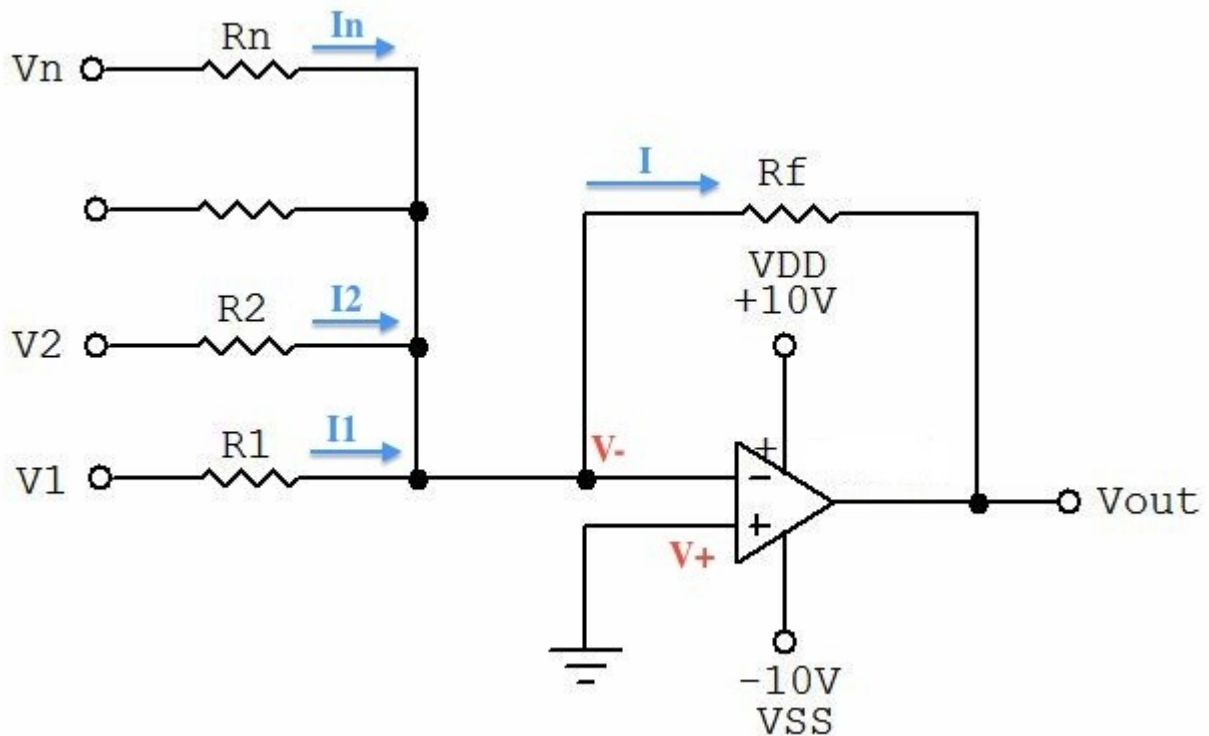 Rn
In
Vn
I
Rf
VDD
+10V
R2
I2
V2
R1
I1
V1
V-
+
-
+
V+
Vout
-10V
VSS